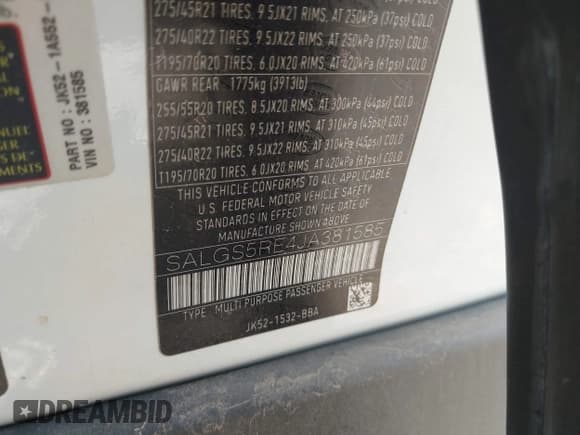 275/45R21 TIRES. 9.5JX21 RIMS. AT 250kPa (37psi) COLD
275/40R22 TIRES. 9.5JX22 RIMS. AT 250kPa (37psi) COLD
T195/70R20 TIRES. 6.0JX20 RIMS. AT 420kPa (61psi) COLD
GAWR REAR 1775kg (3913lb)
255/55R20 TIRES. 8.5JX20 RIMS. AT 300kPa (44psi) COLD
275/45R21 TIRES. 9.5JX21 RIMS. AT 310kPa (45psi) COLD
275/40R22 TIRES. 9.5JX22 RIMS. AT 310kPa (45psi) COLD
T195/70R20 TIRES. 6.0JX20 RIMS. AT 420kPa (61psi) COLD
THIS VEHICLE CONFORMS TO ALL APPLICABLE
U.S. FEDERAL MOTOR VEHICLE SAFETY
STANDARDS IN EFFECT ON THE DATE OF
MANUFACTURE SHOWN ABOVE.
SALGS5RE4JA381585
TYPE: MULTI PURPOSE PASSENGER VEHICLE
JK52-1532-BBA
PART NO : JK52-1A552-
VIN NO : 381585
DREAMBID